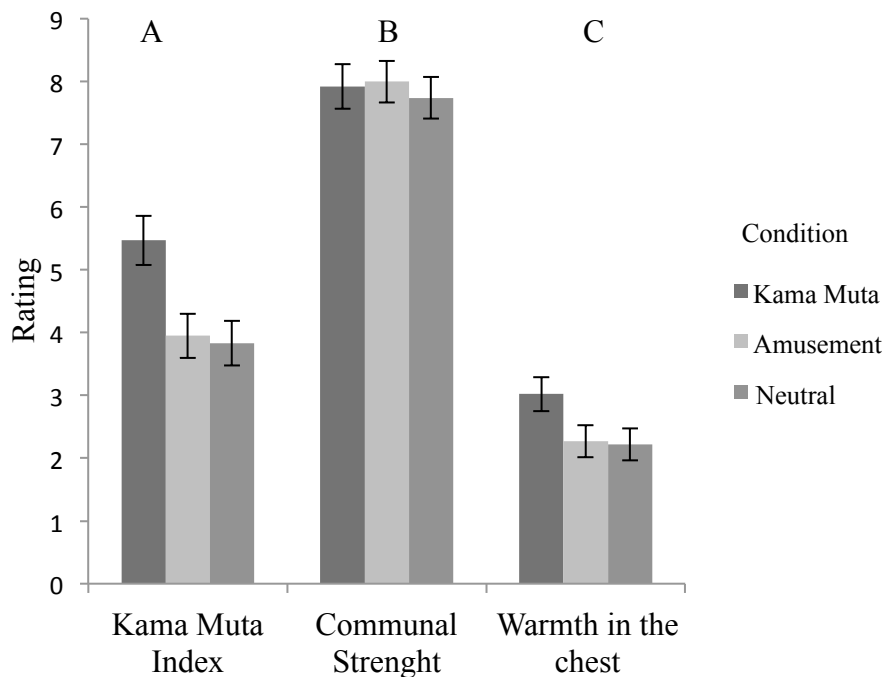 9
8
7
6
5
4
3
2
1
0
Rating
A
B
C
Kama Muta
Index
Communal
Strenght
Warmth in the
chest
Condition
Kama Muta
Amusement
Neutral